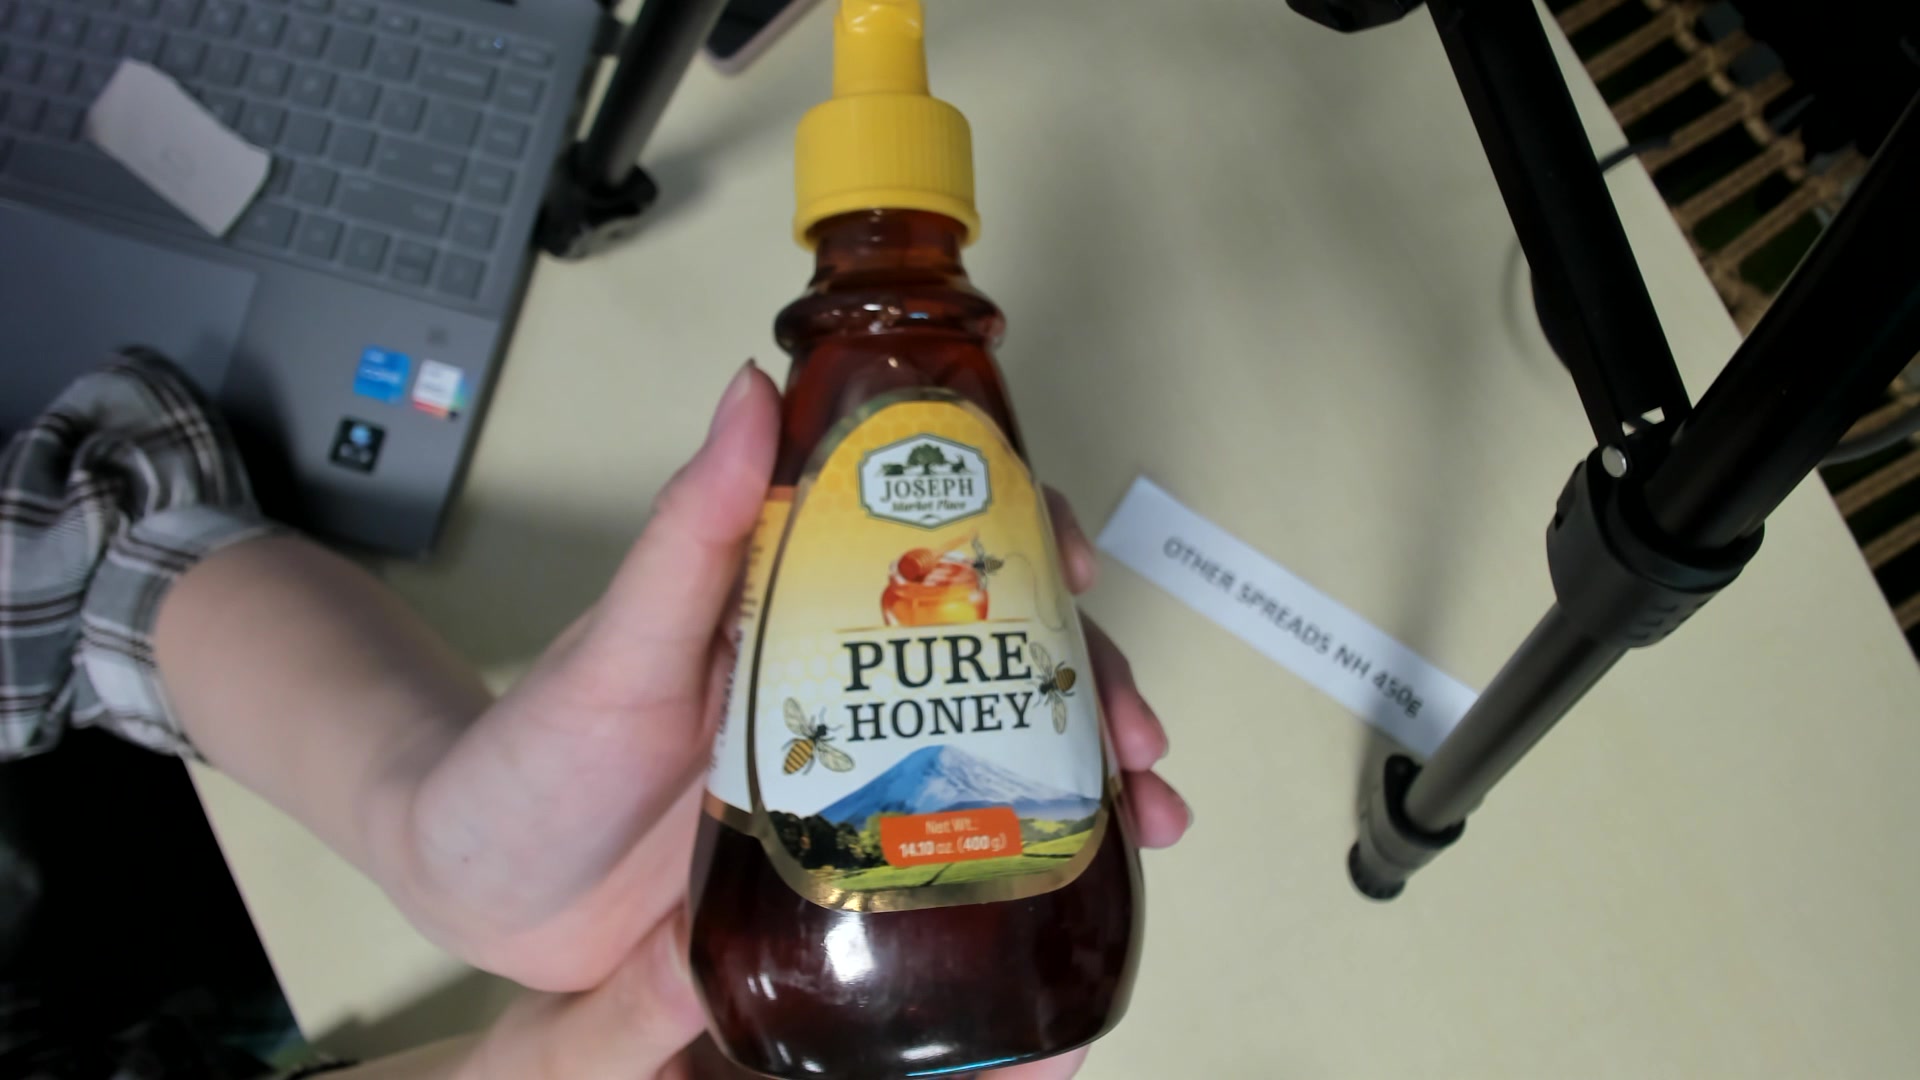 JOSEPH
Market Place
PURE
HONEY
Net Wt.:
14.10 oz. (400 g)
OTHER SPREADS NH 450g